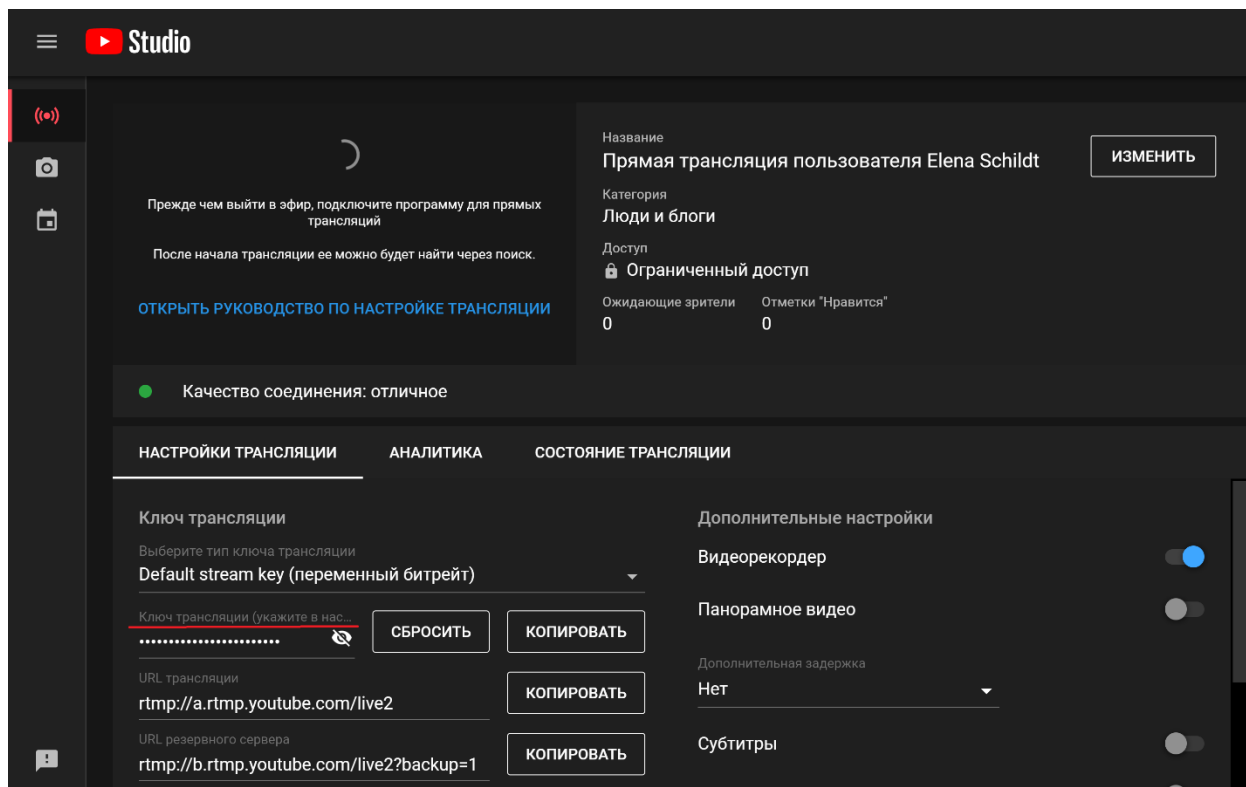 Studio
Прежде чем выйти в эфир, подключите программу для прямых
трансляций
После начала трансляции ее можно будет найти через поиск.
ОТКРЫТЬ РУКОВОДСТВО ПО НАСТРОЙКЕ ТРАНСЛЯЦИИ
Название
Прямая трансляция пользователя Elena Schildt
ИЗМЕНИТЬ
Категория
Люди и блоги
Доступ
Ограниченный доступ
Ожидающие зрители Отметки "Нравится"
0 0
Качество соединения: отличное
НАСТРОЙКИ ТРАНСЛЯЦИИ АНАЛИТИКА СОСТОЯНИЕ ТРАНСЛЯЦИИ
Ключ трансляции
Выберите тип ключа трансляции
Default stream key (переменный битрейт)
Ключ трансляции (укажите в нас...
•••••••••••••••••••••••• СБРОСИТЬ КОПИРОВАТЬ
URL трансляции
rtmp://a.rtmp.youtube.com/live2 КОПИРОВАТЬ
URL резервного сервера
rtmp://b.rtmp.youtube.com/live2?backup=1 КОПИРОВАТЬ
Дополнительные настройки
Видеорекордер
Панорамное видео
Дополнительная задержка
Нет
Субтитры